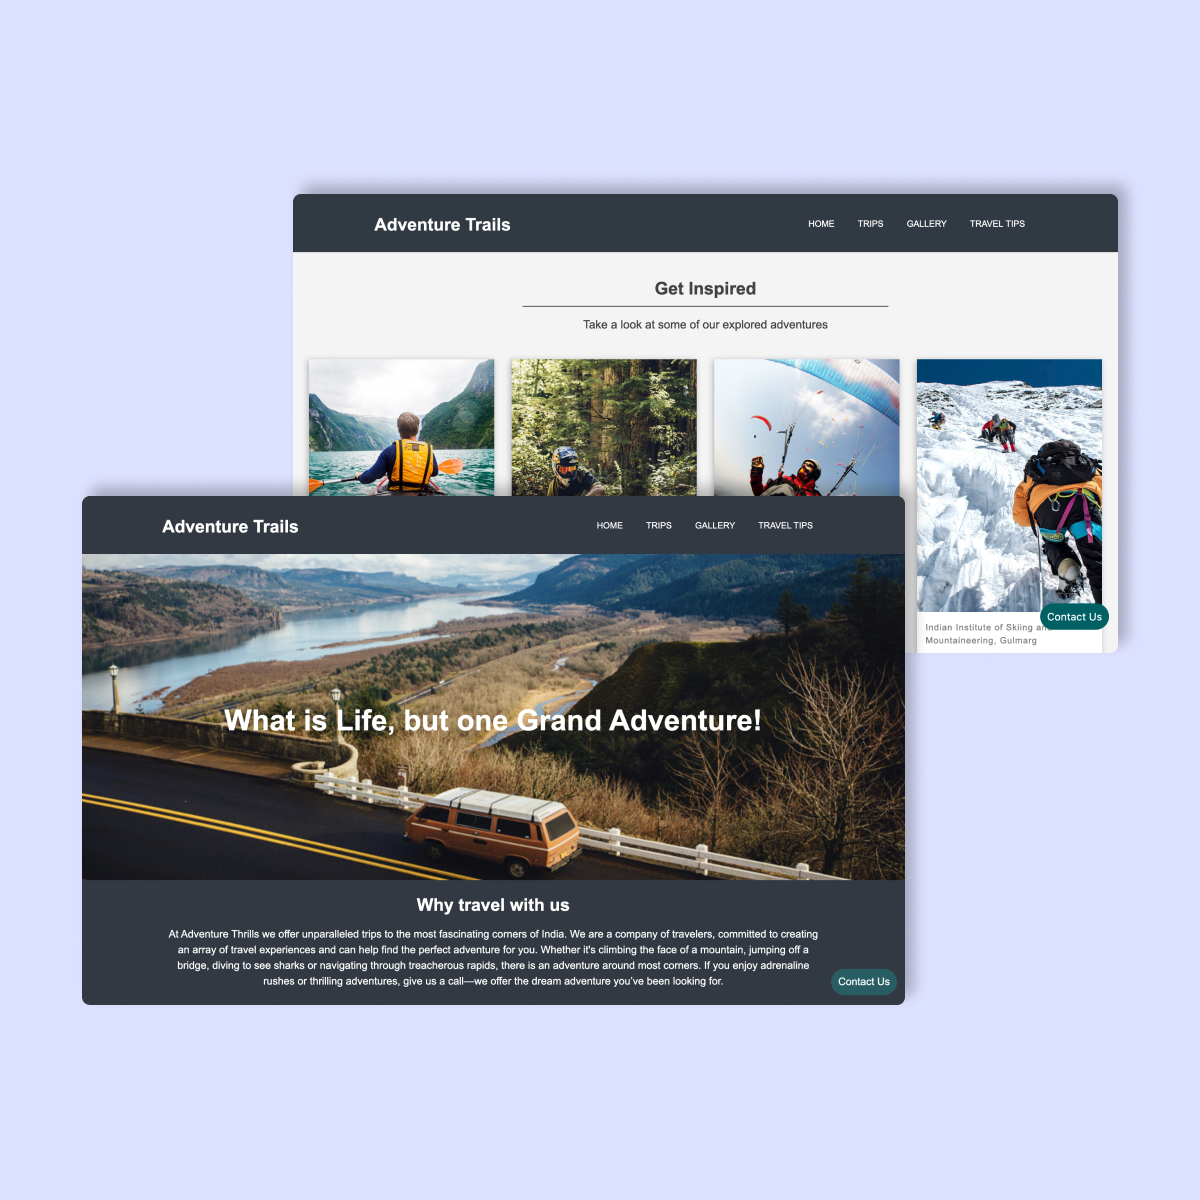 Adventure Trails
HOME TRIPS GALLERY TRAVEL TIPS
Get Inspired
Take a look at some of our explored adventures
Contact Us
Indian Institute of Skiing
Mountaineering, Gulmarg
Adventure Trails
HOME TRIPS GALLERY TRAVEL TIPS
What is Life, but one Grand Adventure!
Why travel with us
At Adventure Thrills we offer unparalleled trips to the most fascinating corners of India. We are a company of travelers, committed to creating
an array of travel experiences and can help find the perfect adventure for you. Whether it's climbing the face of a mountain, jumping off a
bridge, diving to see sharks or navigating through treacherous rapids, there is an adventure around most corners. If you enjoy adrenaline
rushes or thrilling adventures, give us a call—we offer the dream adventure you’ve been looking for.
Contact Us